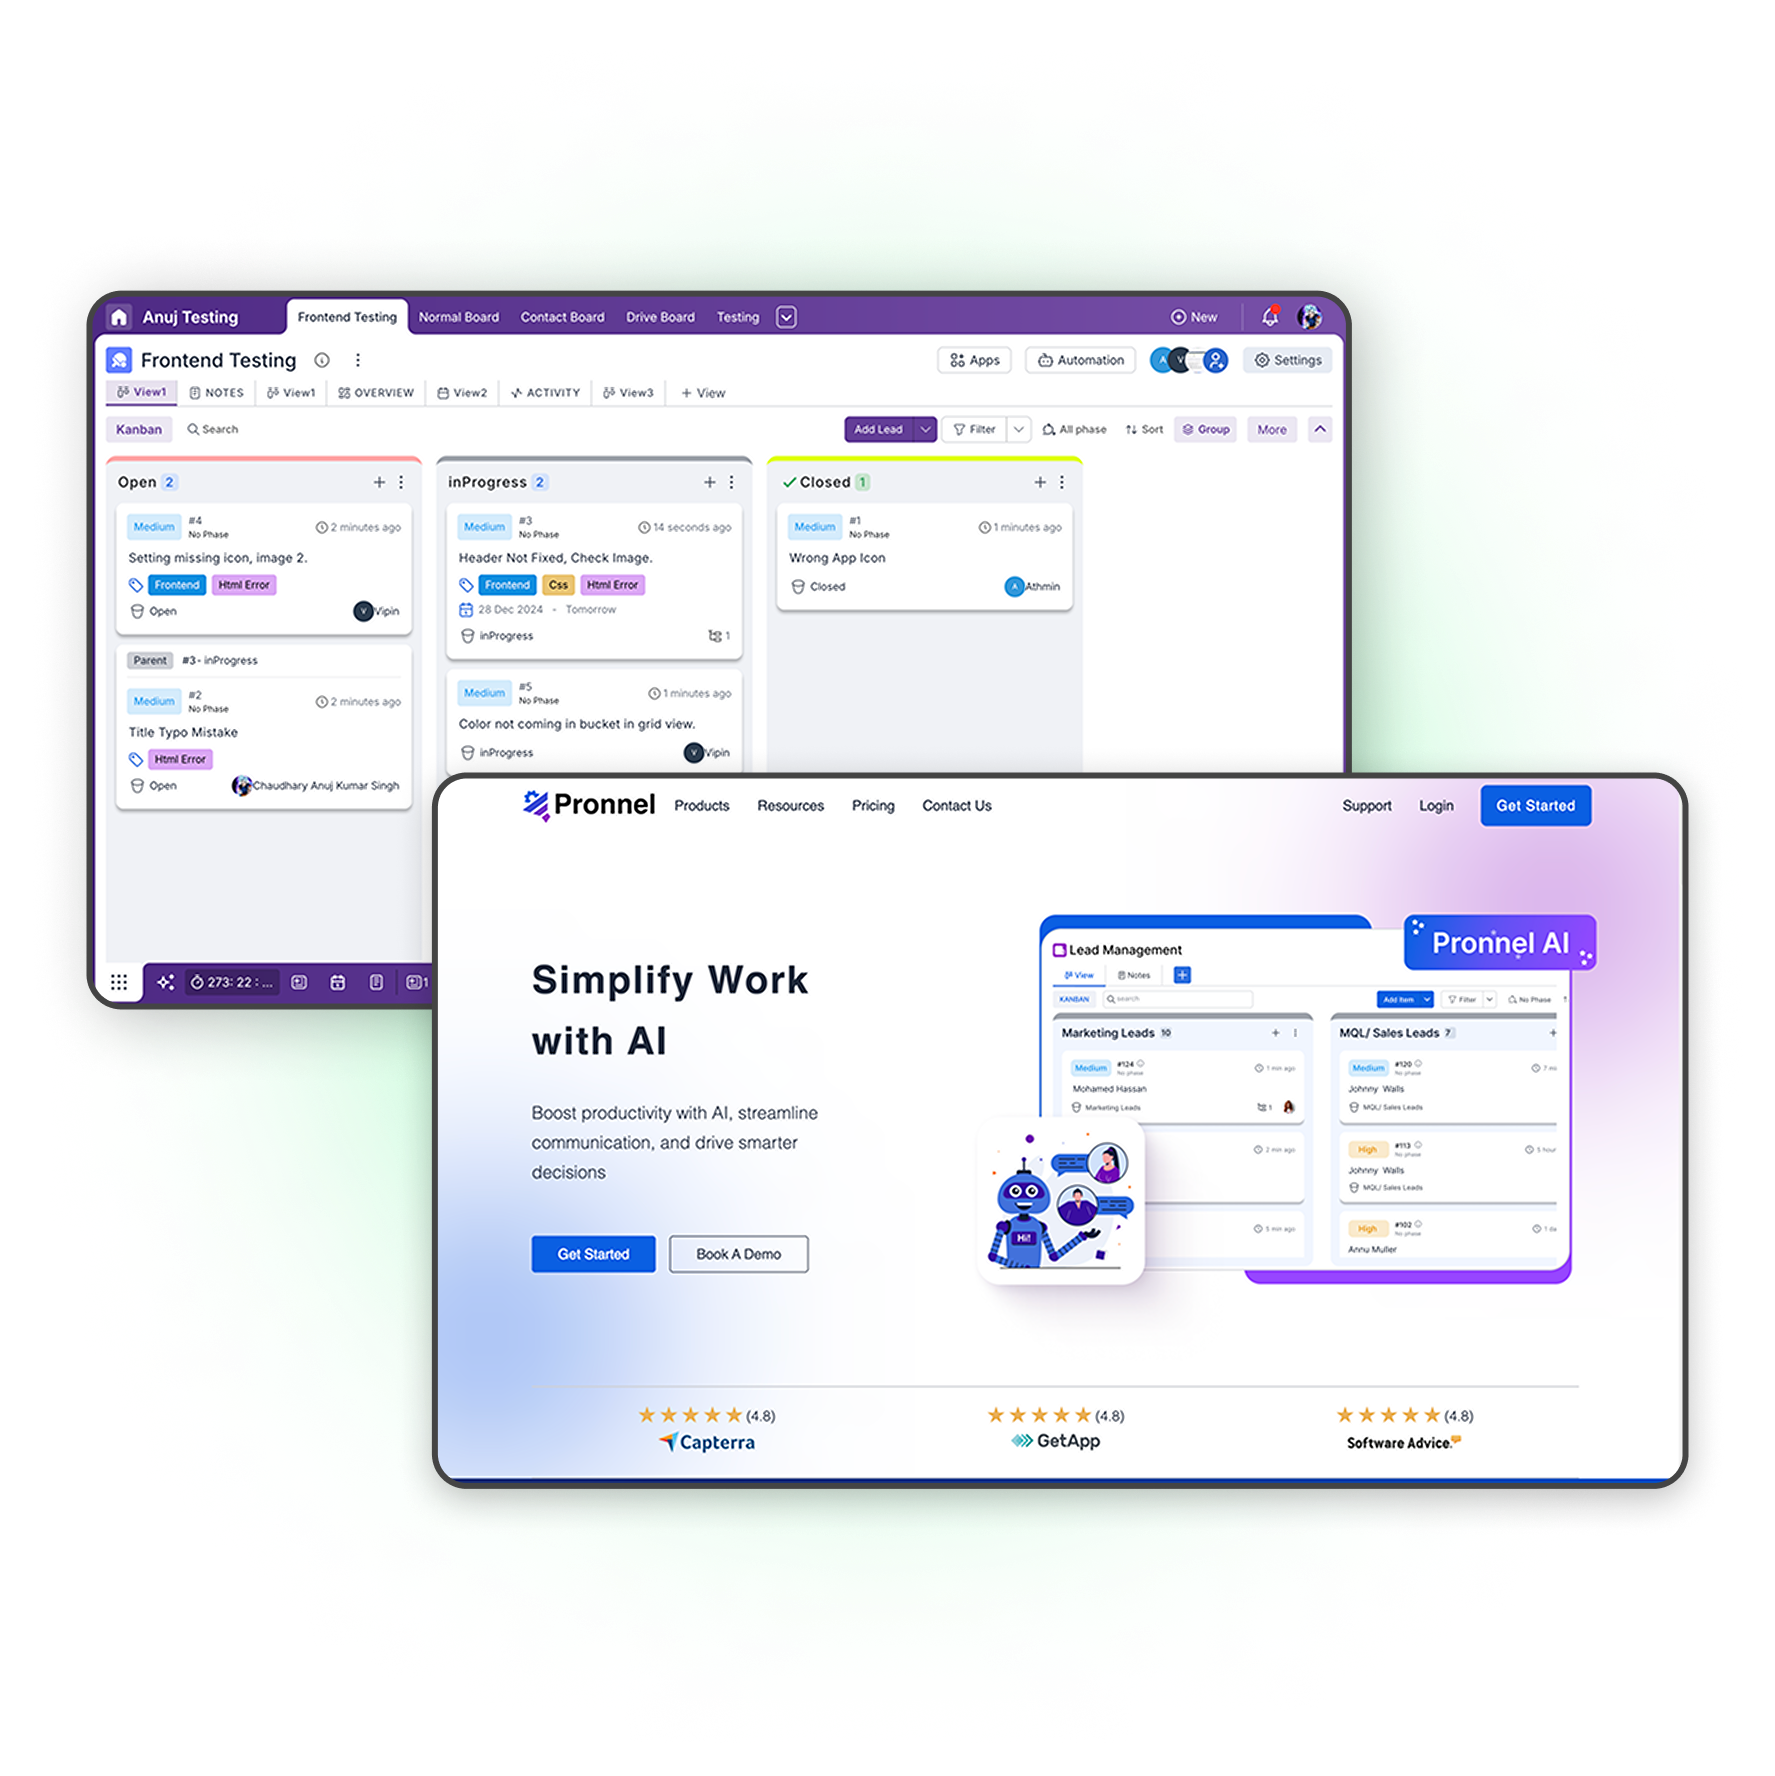 Anuj Testing
Frontend Testing
Normal Board
Contact Board
Drive Board
Testing
New
Frontend Testing
Apps
Automation
A
V
Settings
View1
NOTES
View1
OVERVIEW
View2
ACTIVITY
View3
+ View
Kanban
Search
Add Lead
Filter
All phase
Sort
Group
More
Open 2
#4
Medium
No Phase
2 minutes ago
Setting missing icon, image 2.
Frontend Html Error
Open
V Vipin
Parent #3- inProgress
#2
Medium
No Phase
2 minutes ago
Title Typo Mistake
Html Error
Open
Chaudhary Anuj Kumar Singh
inProgress 2
#3
Medium
No Phase
14 seconds ago
Header Not Fixed, Check Image.
Frontend Css Html Error
28 Dec 2024 - Tomorrow
inProgress
1
#5
Medium
No Phase
1 minutes ago
Color not coming in bucket in grid view.
inProgress
V Vipin
Closed 1
#1
Medium
No Phase
1 minutes ago
Wrong App Icon
Closed
A Athmin
273: 22 : ...
1
Pronnel
Products
Resources
Pricing
Contact Us
Support
Login
Get Started
Simplify Work
with AI
Boost productivity with AI, streamline
communication, and drive smarter
decisions
Get Started
Book A Demo
Pronnel AI
Lead Management
View
Notes
KANBAN
search
Add Item
Filter
No Phase
Marketing Leads 10
Medium
#124
No phase
1 min ago
Mohamed Hassan
Marketing Leads
1
2 min ago
5 min ago
MQL/ Sales Leads 7
Medium
#120
No phase
7 mi
Johnny Walls
MQL/ Sales Leads
High
#113
No phase
5 hour
Johnny Walls
MQL/ Sales Leads
High
#102
No phase
1 da
Annu Muller
Hi!
(4.8)
Capterra
(4.8)
GetApp
(4.8)
Software Advice.